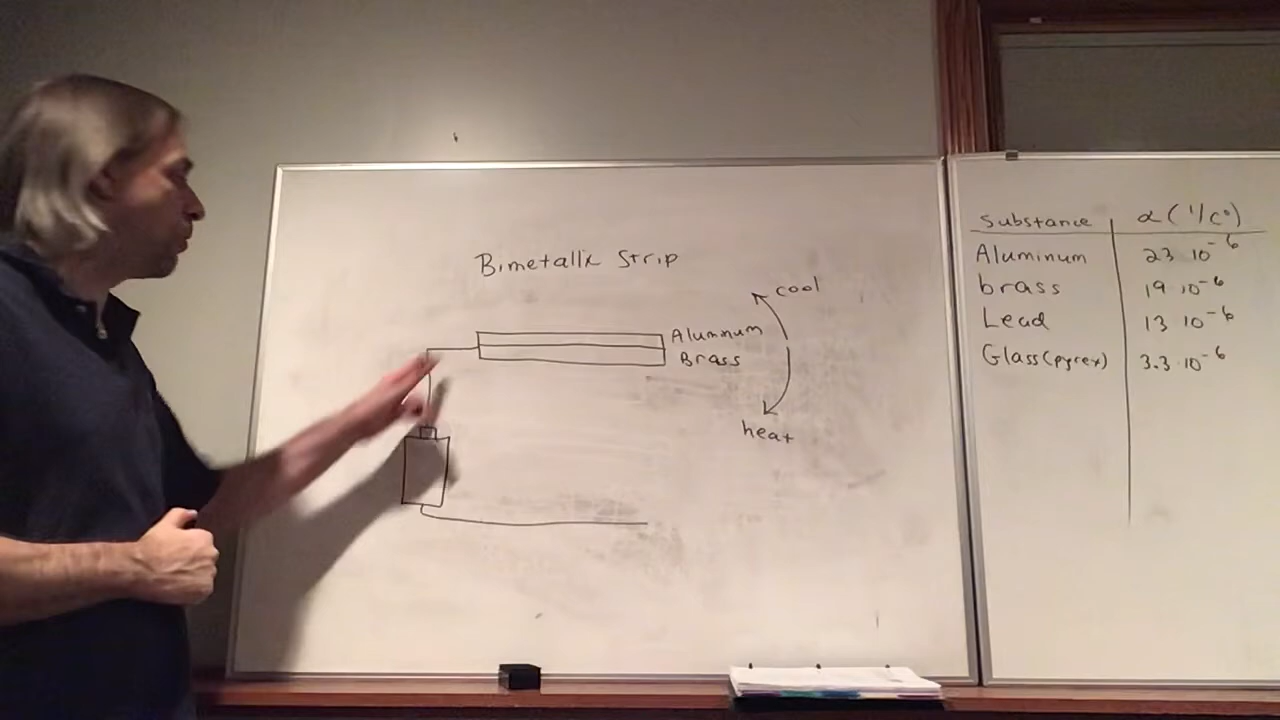 Bimetallic Strip
Aluminum
Brass
cool
heat
Substance α (1/C°)
Aluminum 23 10⁻⁶
brass 19·10⁻⁶
Lead 13 10⁻⁶
Glass(pyrex) 3.3·10⁻⁶